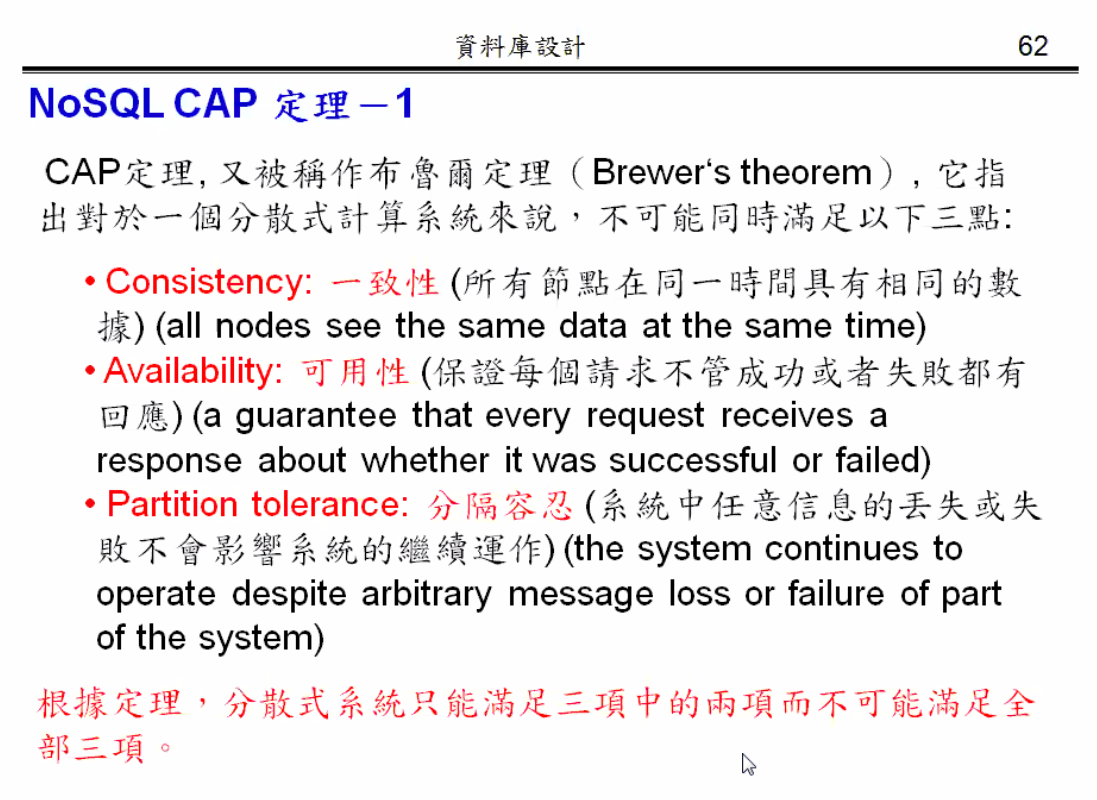 資料庫設計 62
NoSQL CAP 定理－1
CAP定理, 又被稱作布魯爾定理（Brewer‘s theorem）, 它指
出對於一個分散式計算系統來說，不可能同時滿足以下三點:
• Consistency: 一致性 (所有節點在同一時間具有相同的數
據) (all nodes see the same data at the same time)
• Availability: 可用性 (保證每個請求不管成功或者失敗都有
回應) (a guarantee that every request receives a
response about whether it was successful or failed)
• Partition tolerance: 分隔容忍 (系統中任意信息的丟失或失
敗不會影響系統的繼續運作) (the system continues to
operate despite arbitrary message loss or failure of part
of the system)
根據定理，分散式系統只能滿足三項中的兩項而不可能滿足全
部三項。